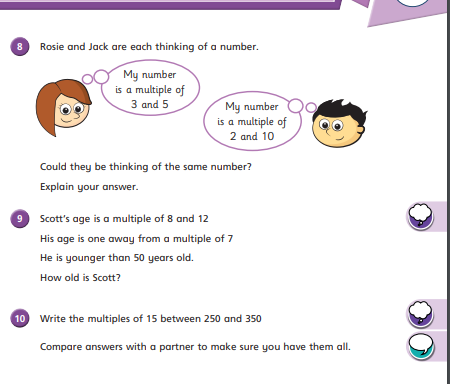 8
Rosie and Jack are each thinking of a number.
My number
is a multiple of
3 and 5
My number
is a multiple of
2 and 10
Could they be thinking of the same number?
Explain your answer.
9
Scott's age is a multiple of 8 and 12
His age is one away from a multiple of 7
He is younger than 50 years old.
How old is Scott?
10
Write the multiples of 15 between 250 and 350
Compare answers with a partner to make sure you have them all.